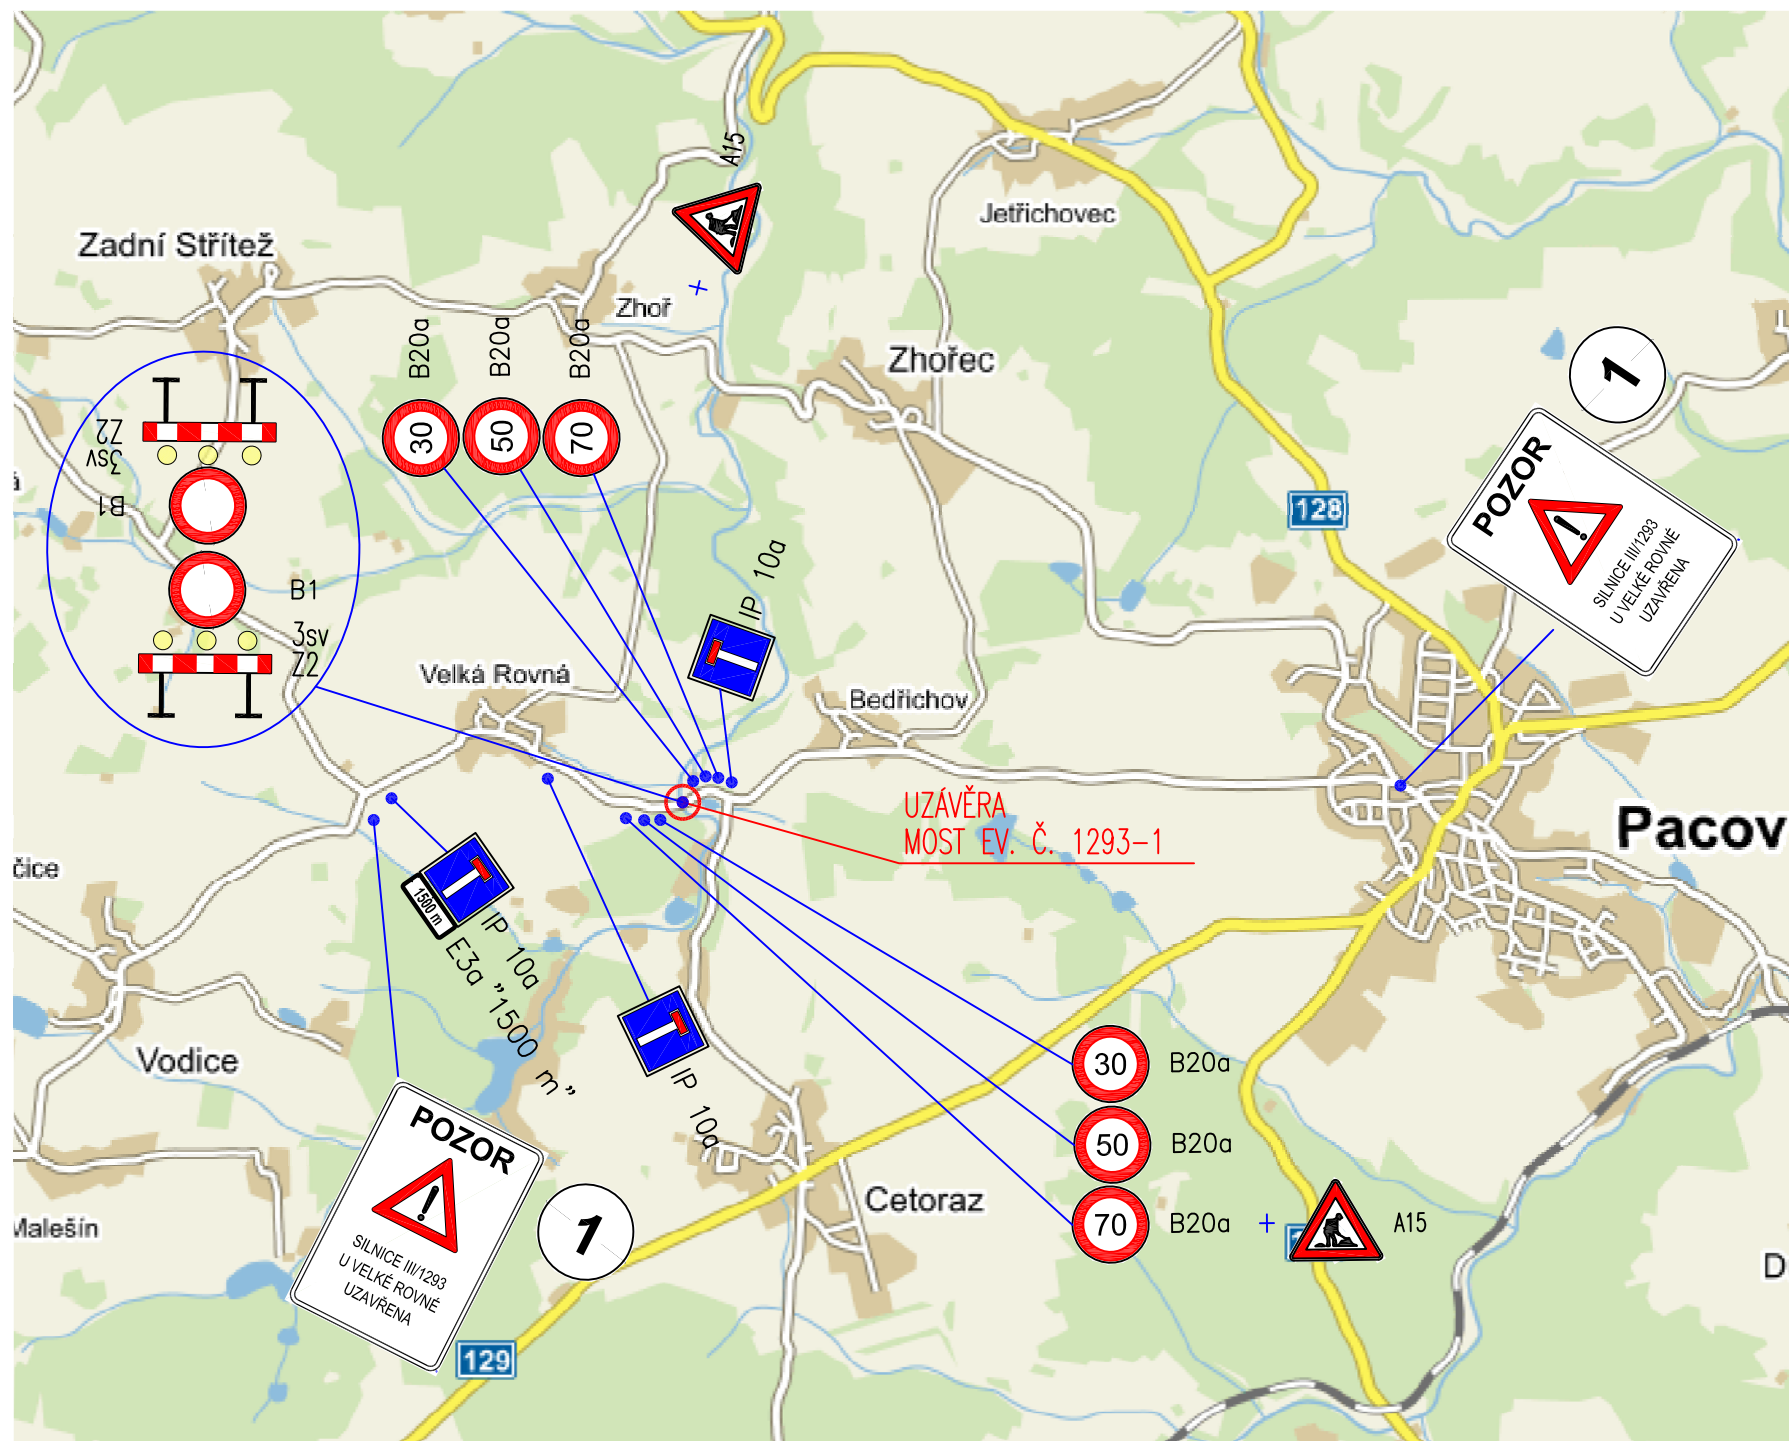 A15
Jetřichovec
Zadní Střítež
Zhoř
B20a
B20a
B20a
Zhořec
1
Z2
3sv
B1
30
50
70
POZOR
SILNICE III/1293
U VELKÉ ROVNÉ
UZAVŘENA
128
IP 10a
B1
3sv
Z2
Velká Rovná
Bedřichov
UZÁVĚRA
MOST EV. Č. 1293-1
Pacov
čice
1500 m
IP 10a
E3a "1500 m"
Vodice
IP 10a
30
B20a
50
B20a
70
B20a
+
A15
POZOR
SILNICE III/1293
U VELKÉ ROVNÉ
UZAVŘENA
1
Cetoraz
Malešín
D
129